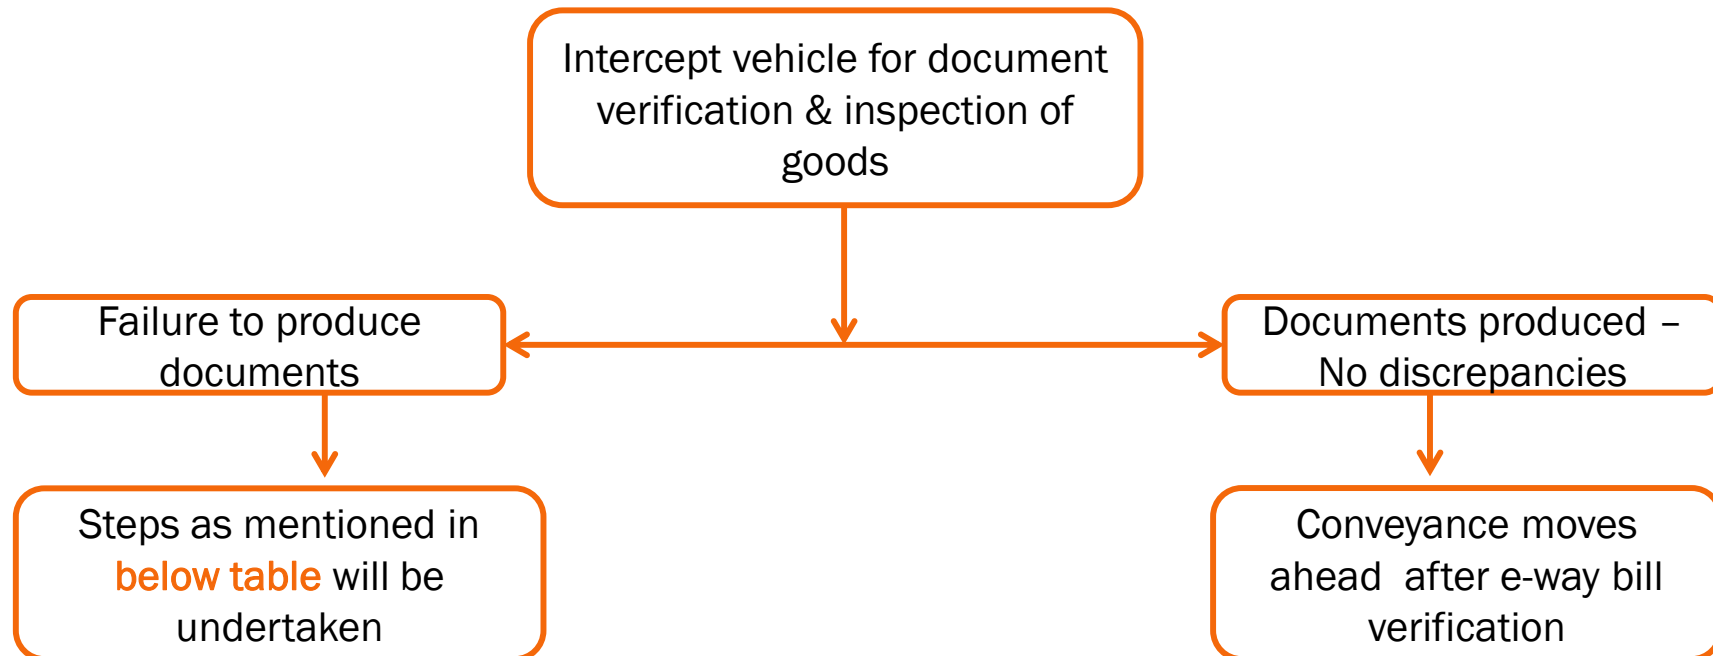 Intercept vehicle for document
verification & inspection of
goods
Failure to produce
documents
Documents produced –
No discrepancies
Steps as mentioned in
below table will be
undertaken
Conveyance moves
ahead after e-way bill
verification